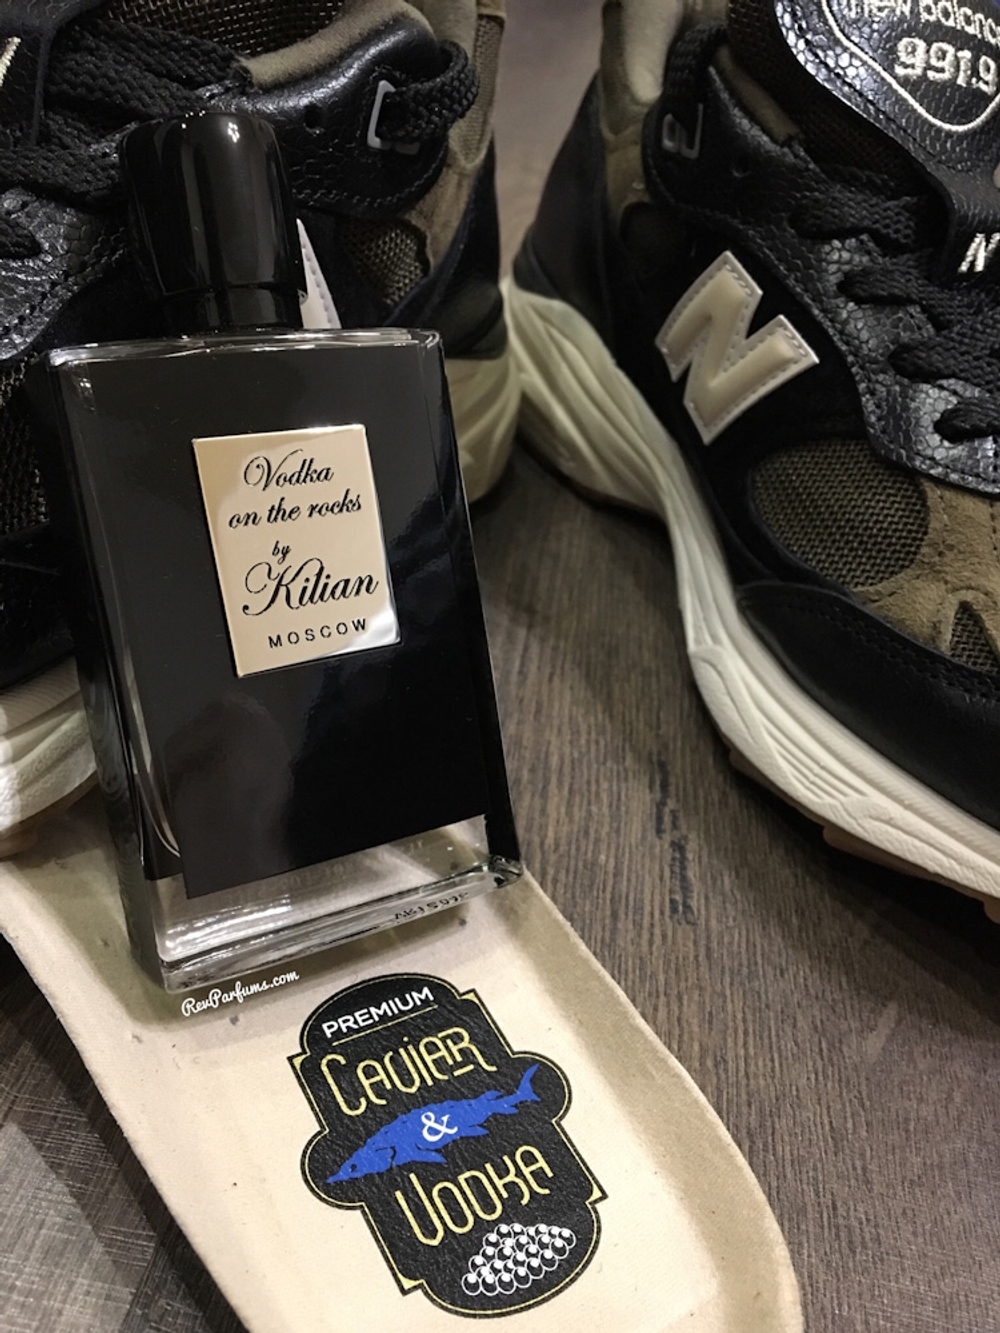 new balance
991.9
N
Vodka
on the rocks
by
Kilian
MOSCOW
RevParfums.com
PREMIUM
CAVIAR
&
VODKA